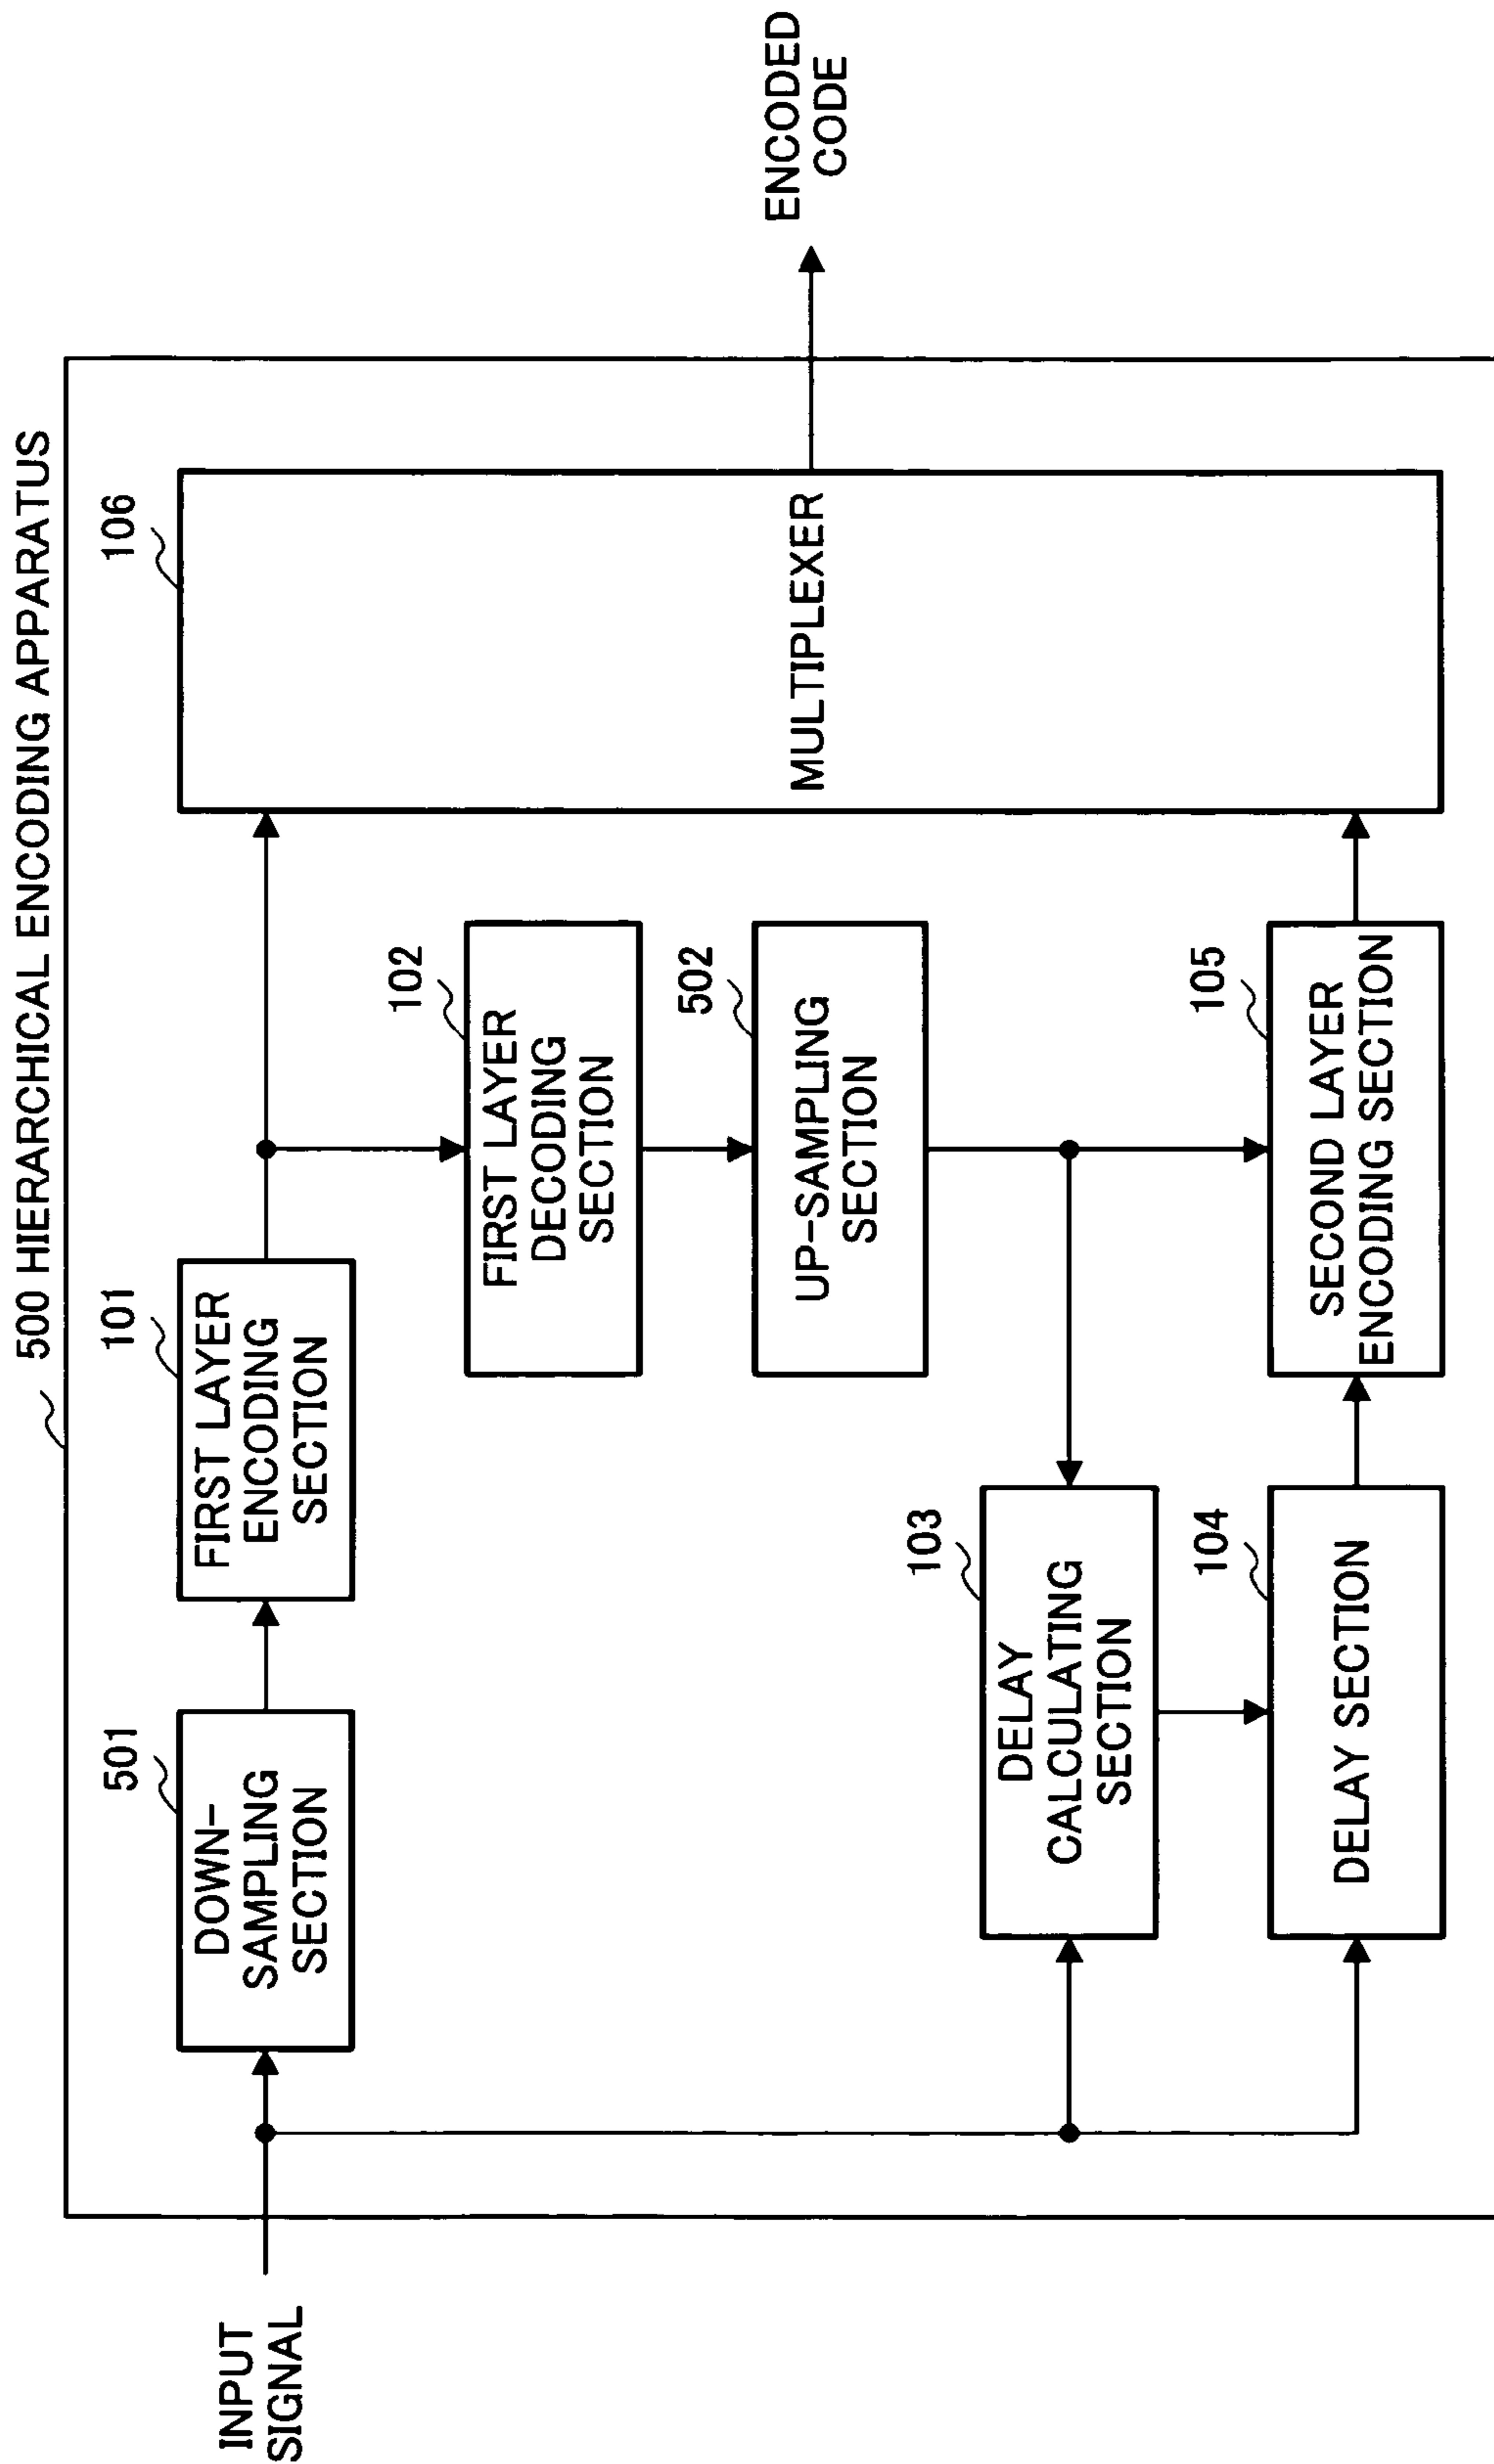 500 HIERARCHICAL ENCODING APPARATUS
INPUT
SIGNAL
501
DOWN-
SAMPLING
SECTION
101
FIRST LAYER
ENCODING
SECTION
106
MULTIPLEXER
ENCODED
CODE
102
FIRST LAYER
DECODING
SECTION
502
UP-SAMPLING
SECTION
103
DELAY
CALCULATING
SECTION
104
DELAY SECTION
105
SECOND LAYER
ENCODING SECTION